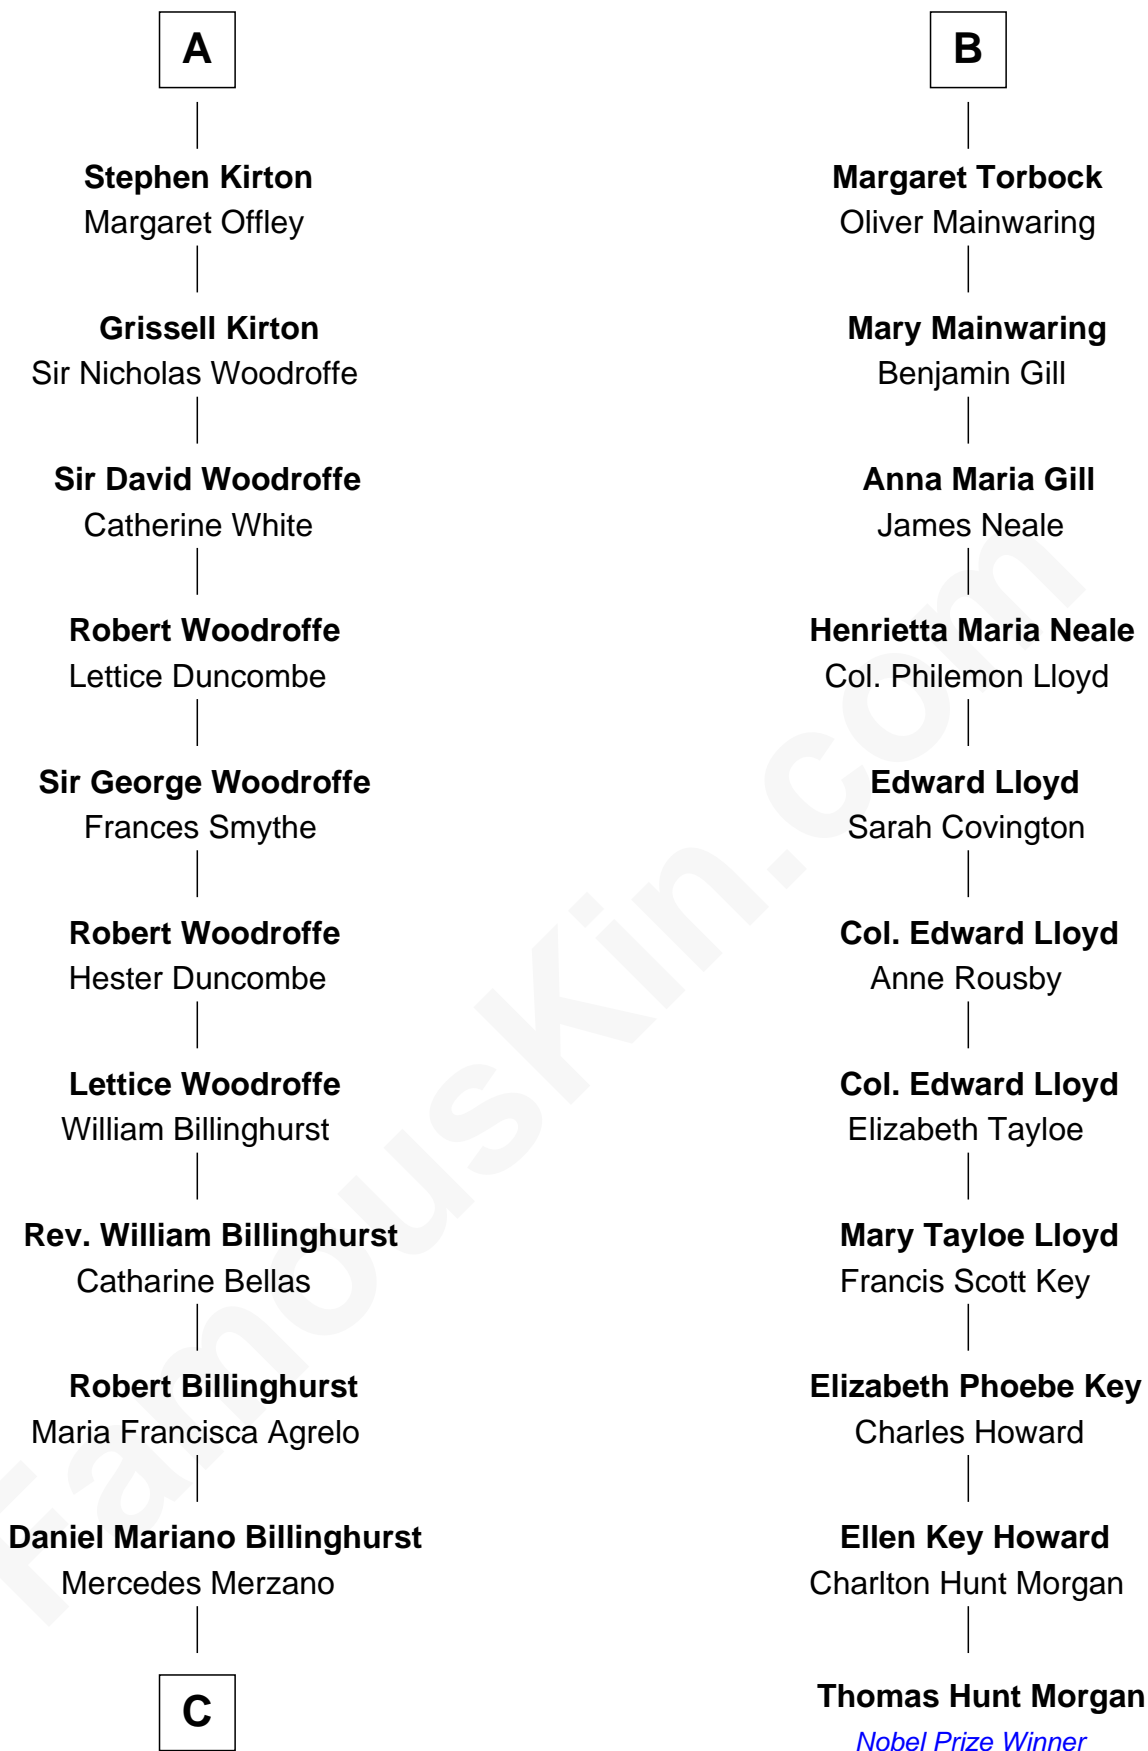 A
Stephen Kirton
Margaret Offley
Grissell Kirton
Sir Nicholas Woodroffe
Sir David Woodroffe
Catherine White
Robert Woodroffe
Lettice Duncombe
Sir George Woodroffe
Frances Smythe
Robert Woodroffe
Hester Duncombe
Lettice Woodroffe
William Billinghurst
Rev. William Billinghurst
Catharine Bellas
Robert Billinghurst
Maria Francisca Agrelo
Daniel Mariano Billinghurst
Mercedes Merzano
C
B
Margaret Torbock
Oliver Mainwaring
Mary Mainwaring
Benjamin Gill
Anna Maria Gill
James Neale
Henrietta Maria Neale
Col. Philemon Lloyd
Edward Lloyd
Sarah Covington
Col. Edward Lloyd
Anne Rousby
Col. Edward Lloyd
Elizabeth Tayloe
Mary Tayloe Lloyd
Francis Scott Key
Elizabeth Phoebe Key
Charles Howard
Ellen Key Howard
Charlton Hunt Morgan
Thomas Hunt Morgan
Nobel Prize Winner
FamousKin.com